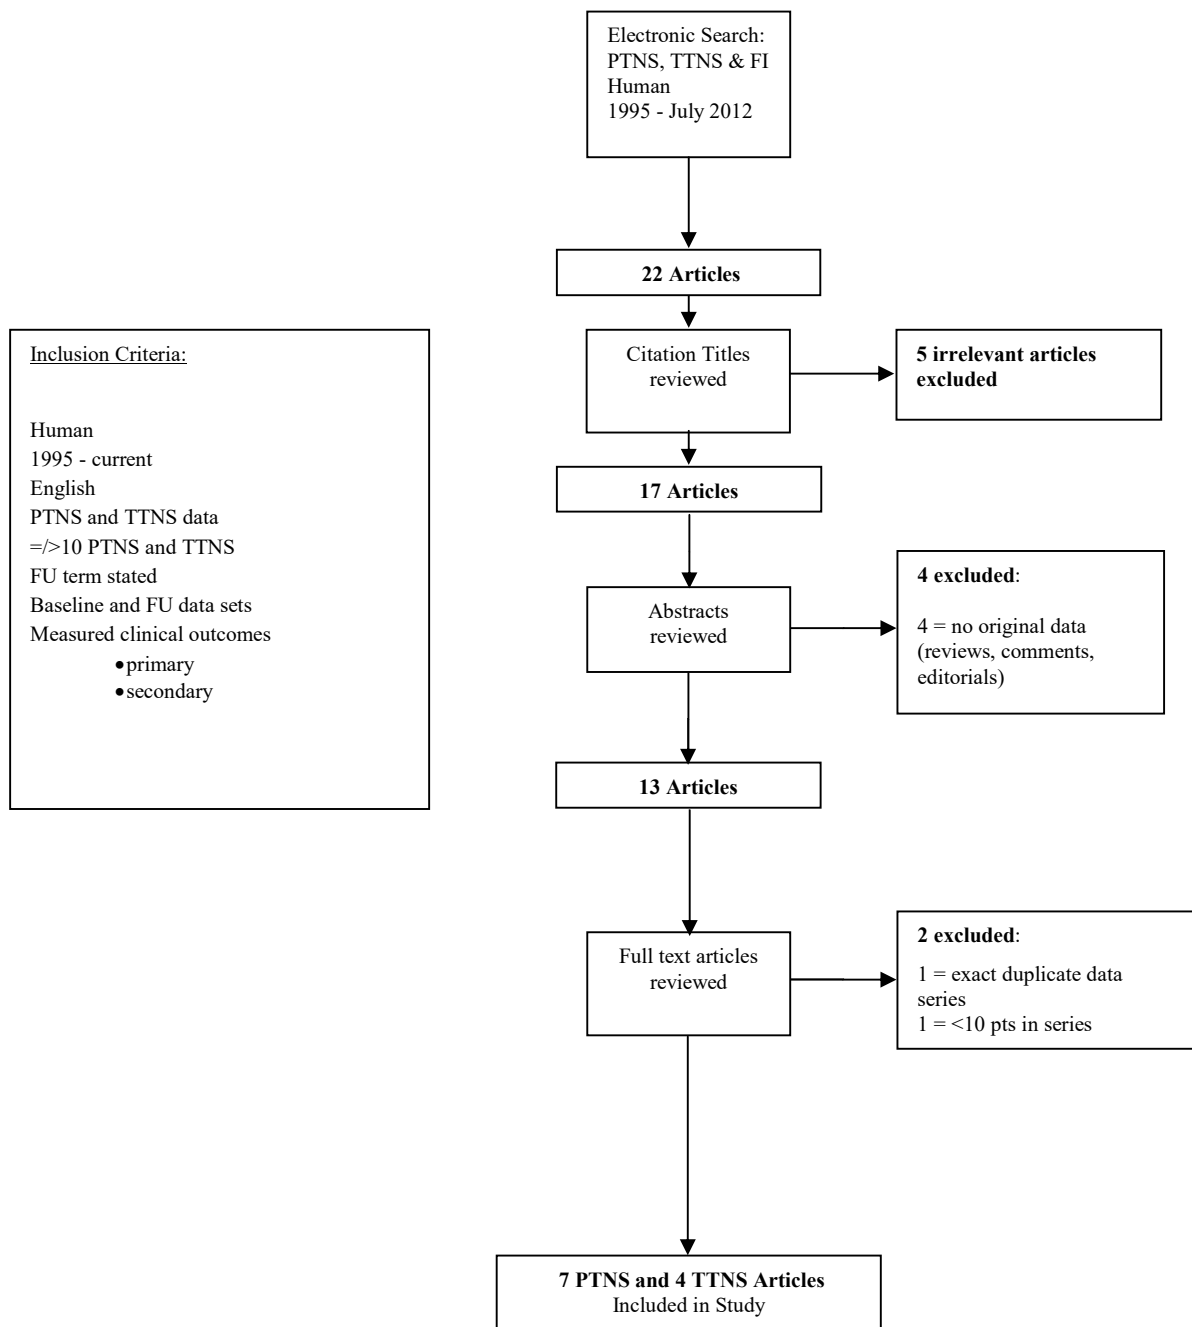 Electronic Search:
PTNS, TTNS & FI
Human
1995 - July 2012
22 Articles
Citation Titles
reviewed
5 irrelevant articles
excluded
Inclusion Criteria:
Human
1995 - current
English
PTNS and TTNS data
=/>10 PTNS and TTNS
FU term stated
Baseline and FU data sets
Measured clinical outcomes
•primary
•secondary
17 Articles
Abstracts
reviewed
4 excluded:
4 = no original data
(reviews, comments,
editorials)
13 Articles
Full text articles
reviewed
2 excluded:
1 = exact duplicate data
series
1 = <10 pts in series
7 PTNS and 4 TTNS Articles
Included in Study